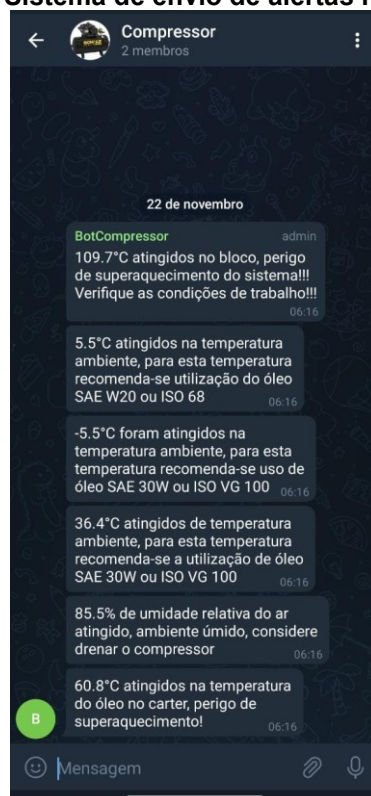 Sistema de envio de alertas
Compressor
2 membros
22 de novembro
BotCompressor admin
109.7°C atingidos no bloco, perigo
de superaquecimento do sistema!!!
Verifique as condições de trabalho!!!
06:16
5.5°C atingidos na temperatura
ambiente, para esta temperatura
recomenda-se utilização do óleo
SAE W20 ou ISO 68 06:16
-5.5°C foram atingidos na
temperatura ambiente, para esta
temperatura recomenda-se uso de
óleo SAE 30W ou ISO VG 100 06:16
36.4°C atingidos de temperatura
ambiente, para esta temperatura
recomenda-se a utilização de óleo
SAE 30W ou ISO VG 100 06:16
85.5% de umidade relativa do ar
atingido, ambiente úmido, considere
drenar o compressor 06:16
60.8°C atingidos na temperatura
do óleo no carter, perigo de
superaquecimento! 06:16
B
Mensagem